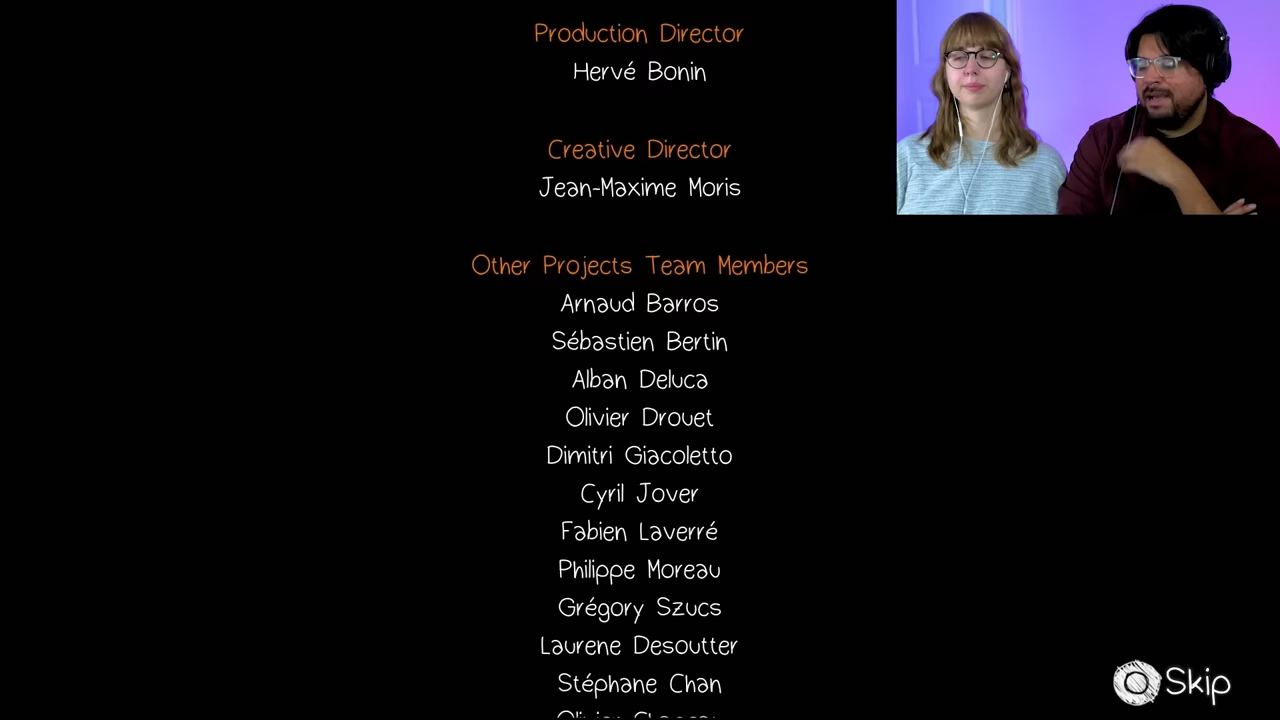 Production Director
Hervé Bonin
Creative Director
Jean-Maxime Moris
Other Projects Team Members
Arnaud Barros
Sébastien Bertin
Alban Deluca
Olivier Drouet
Dimitri Giacoletto
Cyril Jover
Fabien Laverré
Philippe Moreau
Grégory Szucs
Laurene Desoutter
Stéphane Chan
Skip